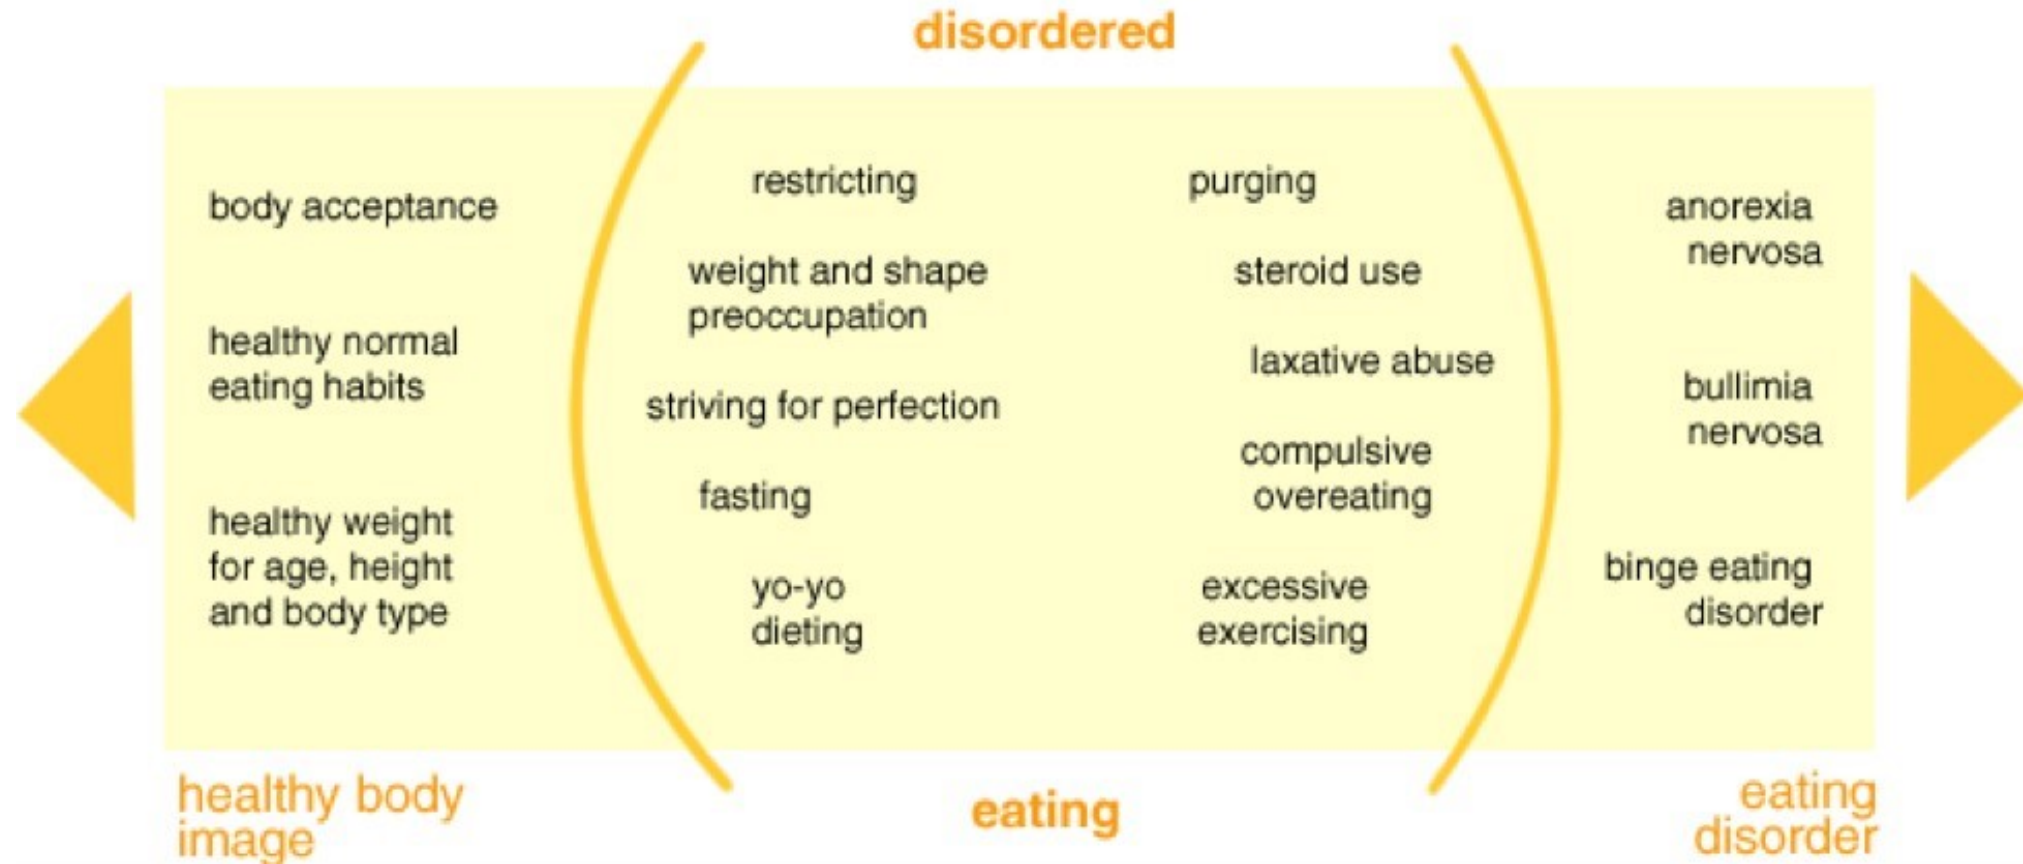 disordered
body acceptance
healthy normal
eating habits
healthy weight
for age, height
and body type
restricting
weight and shape
preoccupation
striving for perfection
fasting
yo-yo
dieting
purging
steroid use
laxative abuse
compulsive
overeating
excessive
exercising
anorexia
nervosa
bullimia
nervosa
binge eating
disorder
healthy body
image
eating
eating
disorder